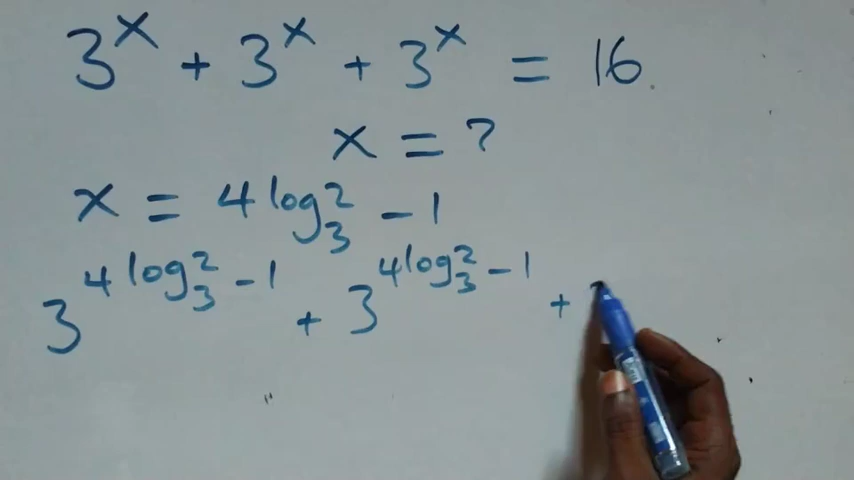 3^x + 3^x + 3^x = 16
x = ?
x = 4 log_3^2 - 1
3^{4 log_3^2 - 1} + 3^{4 log_3^2 - 1} +